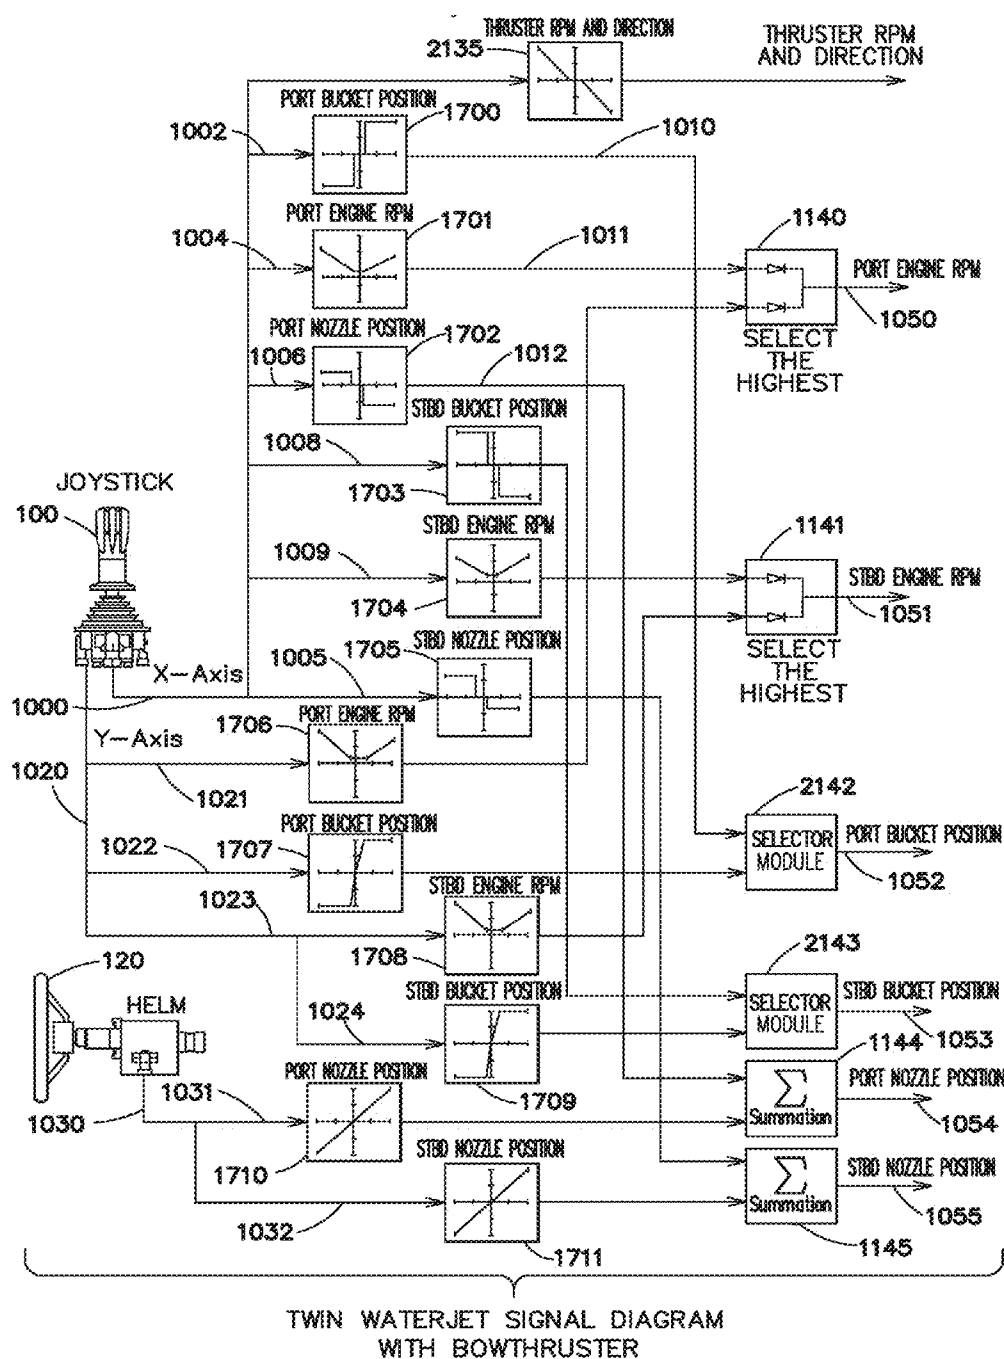 THRUSTER RPM AND DIRECTION
2135
THRUSTER RPM
AND DIRECTION
PORT BUCKET POSITION
1700
1002
1010
PORT ENGINE RPM
1701
1004
1011
1140
PORT ENGINE RPM
1050
SELECT
THE
HIGHEST
PORT NOZZLE POSITION
1702
1006
1012
STBD BUCKET POSITION
1008
1703
JOYSTICK
100
STBD ENGINE RPM
1009
1704
1141
STBD ENGINE RPM
1051
SELECT
THE
HIGHEST
STBD NOZZLE POSITION
1705
1005
X-Axis
1000
PORT ENGINE RPM
1706
Y-Axis
1020
1021
PORT BUCKET POSITION
1707
1022
2142
SELECTOR
MODULE
PORT BUCKET POSITION
1052
1023
STBD ENGINE RPM
1708
120
HELM
STBD BUCKET POSITION
1024
1709
2143
SELECTOR
MODULE
STBD BUCKET POSITION
1053
1144
PORT NOZZLE POSITION
1031
1030
1710
Σ
Summation
PORT NOZZLE POSITION
1054
STBD NOZZLE POSITION
1032
1711
Σ
Summation
STBD NOZZLE POSITION
1055
1145
TWIN WATERJET SIGNAL DIAGRAM
WITH BOWTHRUSTER